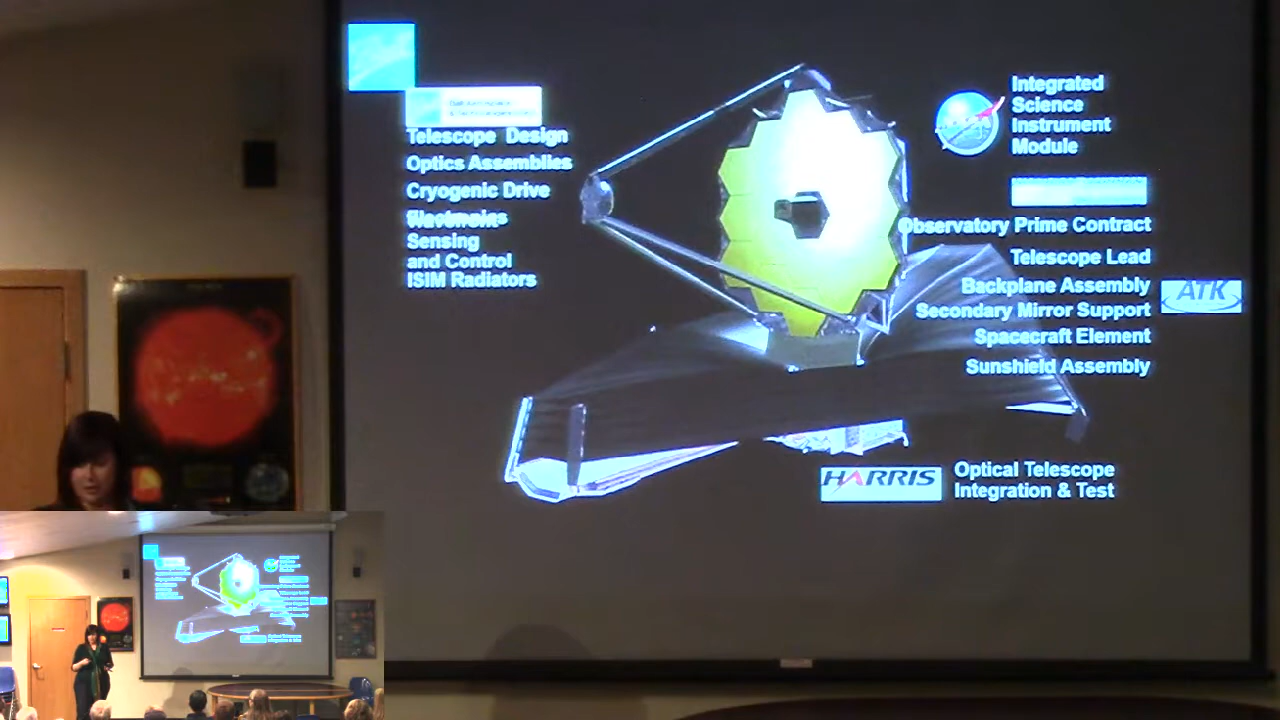 Telescope Design
Optics Assemblies
Cryogenic Drive
Sensing
and Control
ISIM Radiators
Integrated
Science
Instrument
Module
Observatory Prime Contract
Telescope Lead
Backplane Assembly
ATK
Secondary Mirror Support
Spacecraft Element
Sunshield Assembly
HARRIS
Optical Telescope
Integration & Test